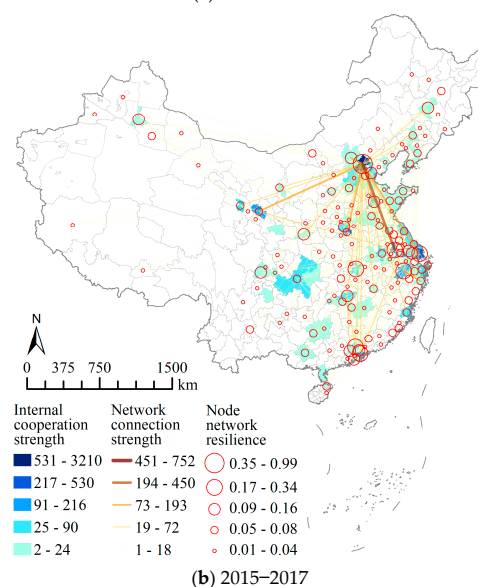 N
0 375 750 1500
km
Internal cooperation strength
531 - 3210
217 - 530
91 - 216
25 - 90
2 - 24
Network connection strength
451 - 752
194 - 450
73 - 193
19 - 72
1 - 18
Node network resilience
0.35 - 0.99
0.17 - 0.34
0.09 - 0.16
0.05 - 0.08
0.01 - 0.04
(b) 2015–2017